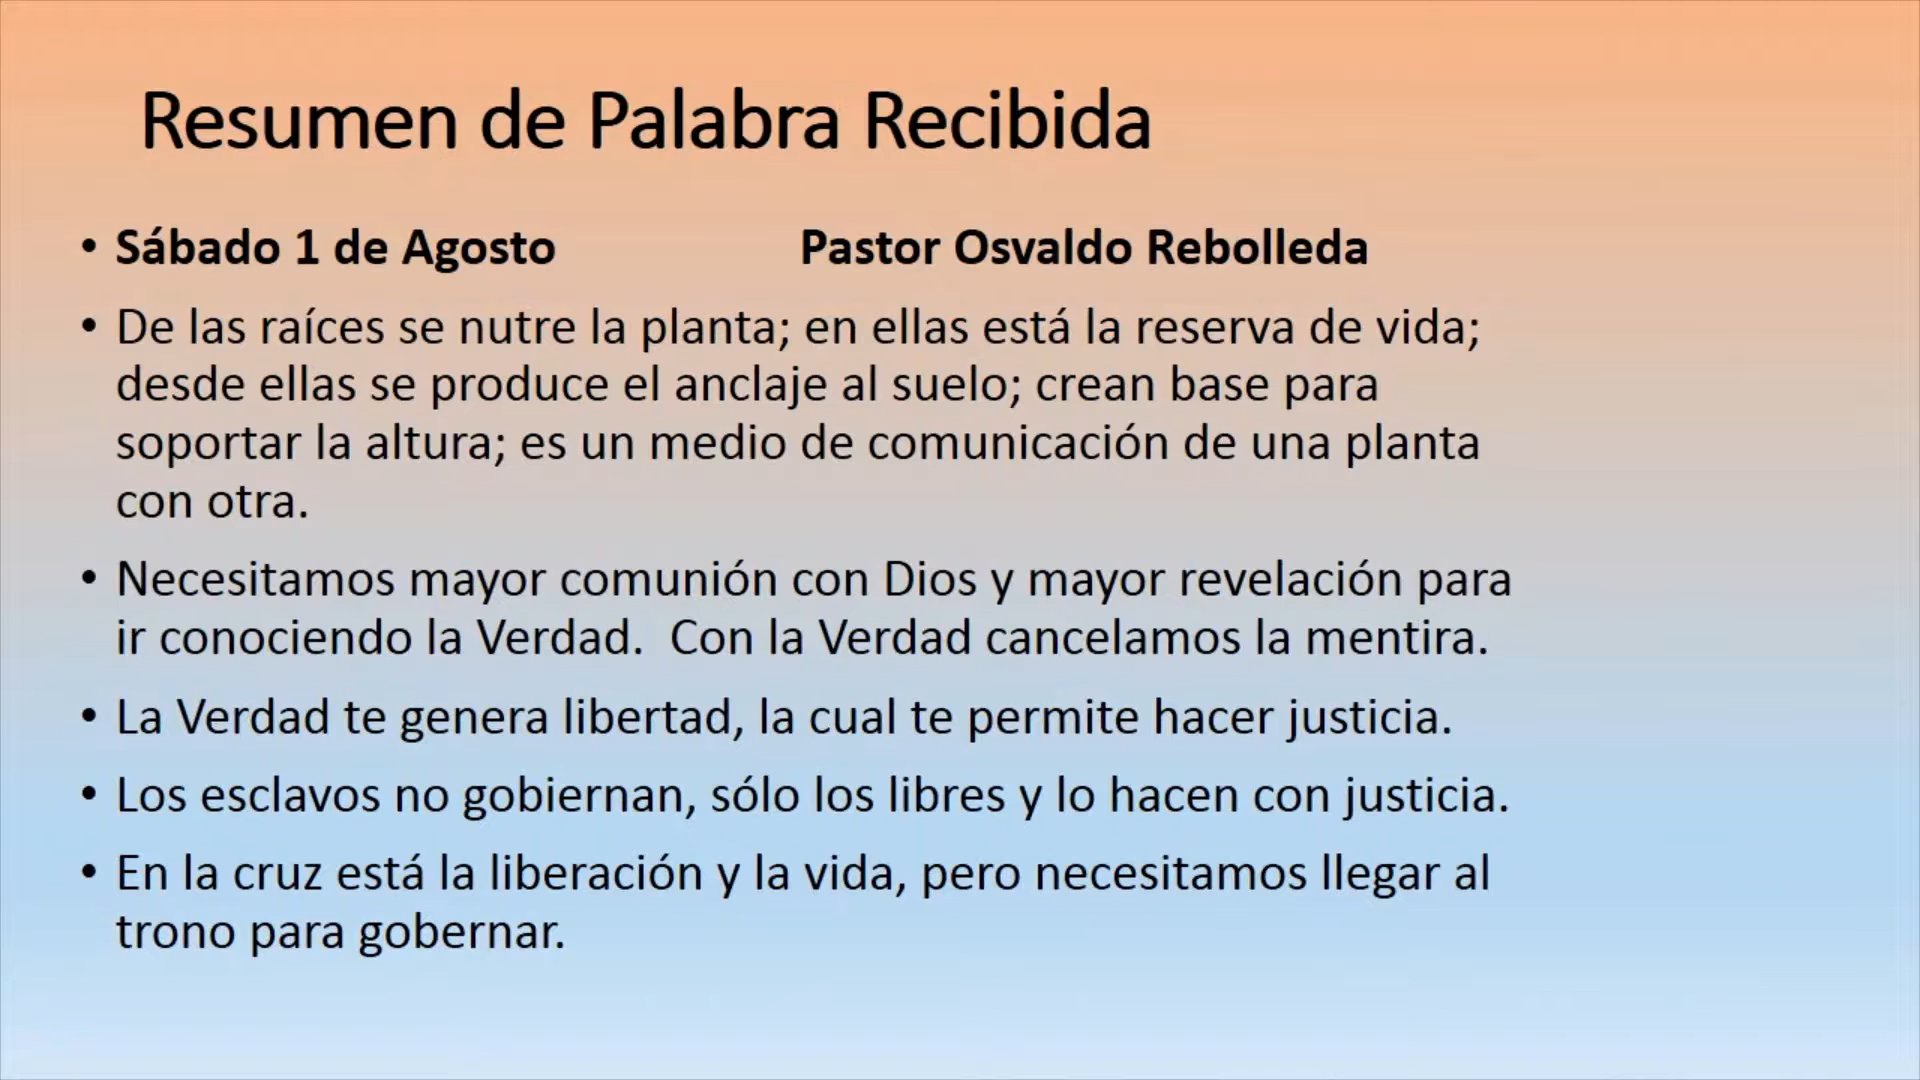 Resumen de Palabra Recibida
• Sábado 1 de Agosto Pastor Osvaldo Rebolleda
• De las raíces se nutre la planta; en ellas está la reserva de vida;
desde ellas se produce el anclaje al suelo; crean base para
soportar la altura; es un medio de comunicación de una planta
con otra.
• Necesitamos mayor comunión con Dios y mayor revelación para
ir conociendo la Verdad.  Con la Verdad cancelamos la mentira.
• La Verdad te genera libertad, la cual te permite hacer justicia.
• Los esclavos no gobiernan, sólo los libres y lo hacen con justicia.
• En la cruz está la liberación y la vida, pero necesitamos llegar al
trono para gobernar.